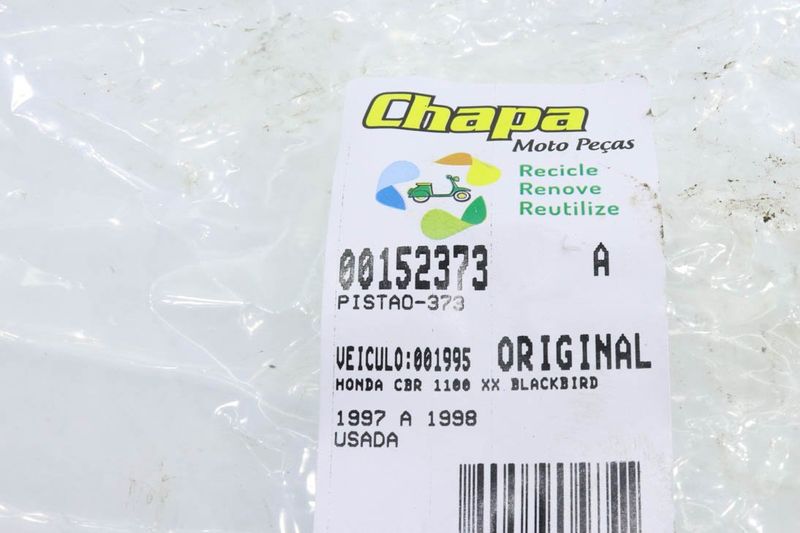 Chapa
Moto Peças
Recicle
Renove
Reutilize
00152373 A
PISTAO-373
VEICULO:001995 ORIGINAL
HONDA CBR 1100 XX BLACKBIRD
1997 A 1998
USADA